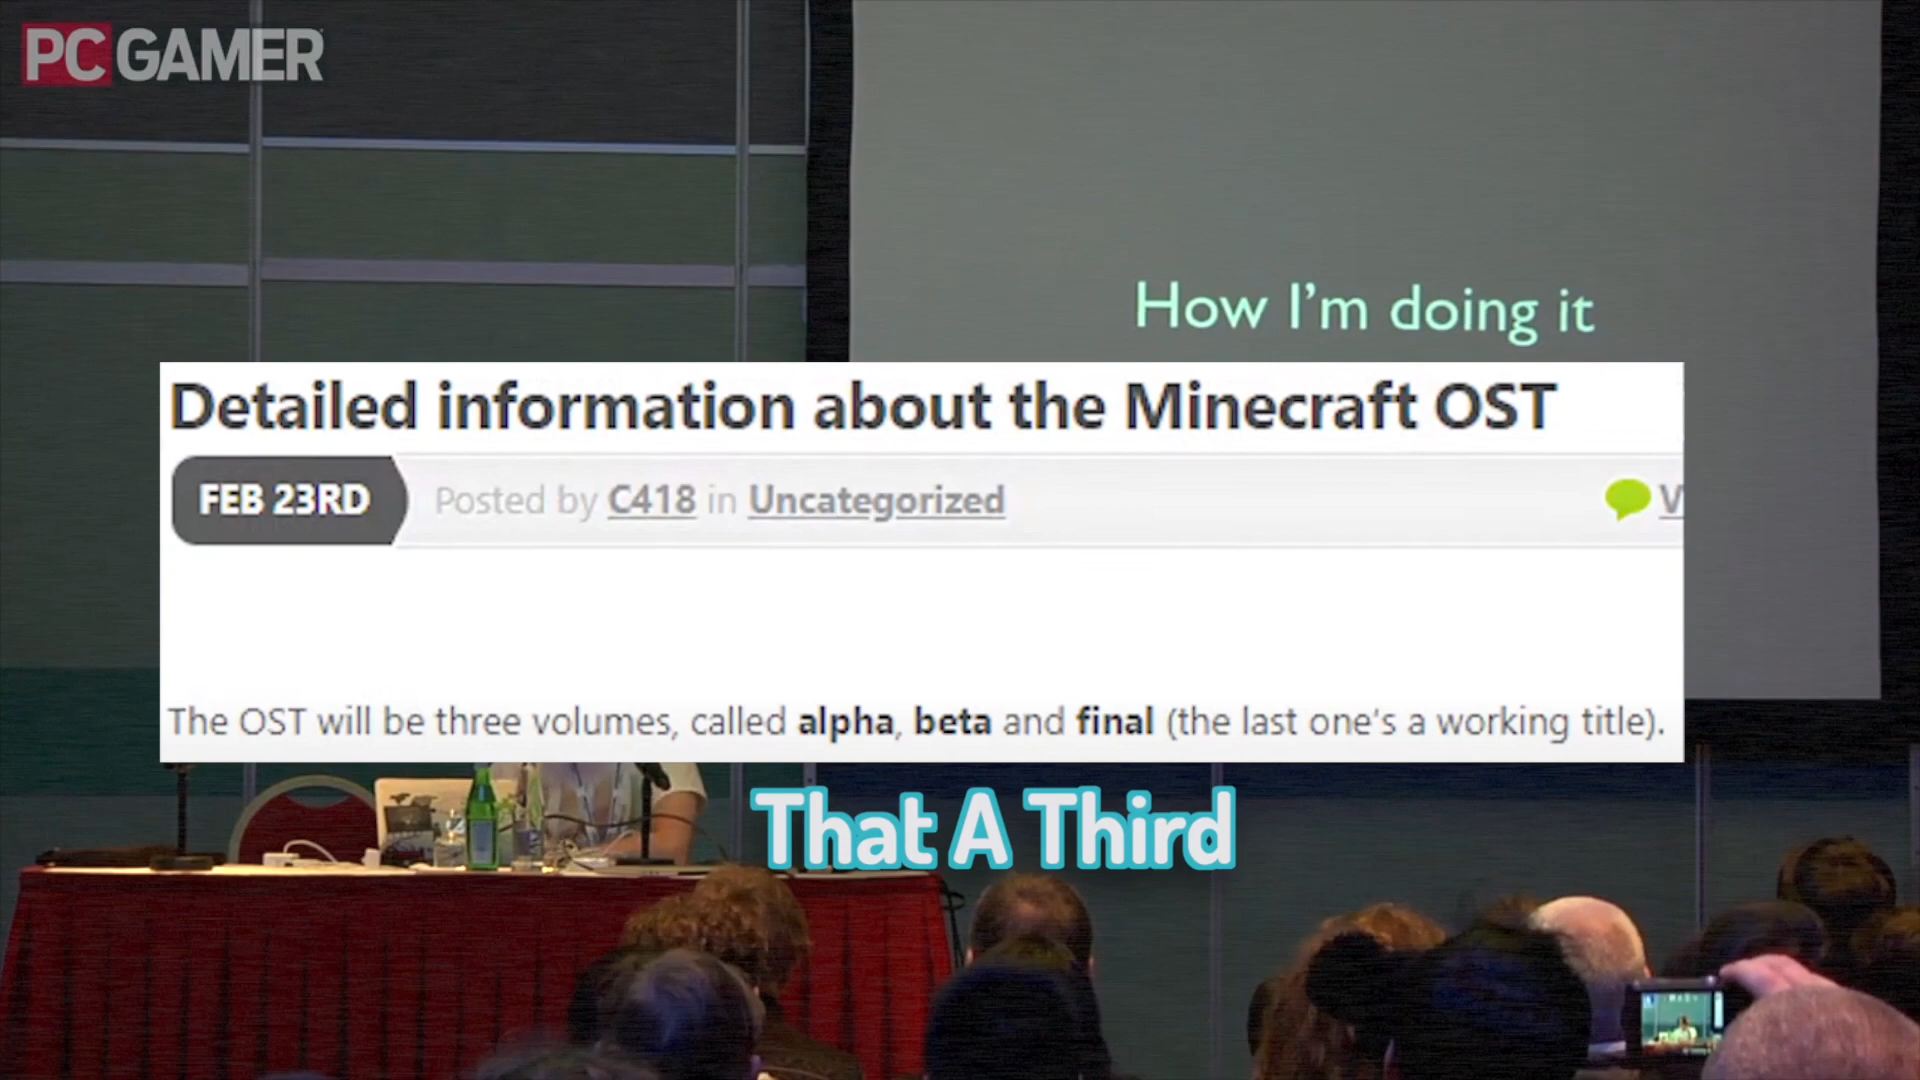 PC GAMER
How I'm doing it
Detailed information about the Minecraft OST
FEB 23RD Posted by C418 in Uncategorized
The OST will be three volumes, called alpha, beta and final (the last one's a working title).
That A Third